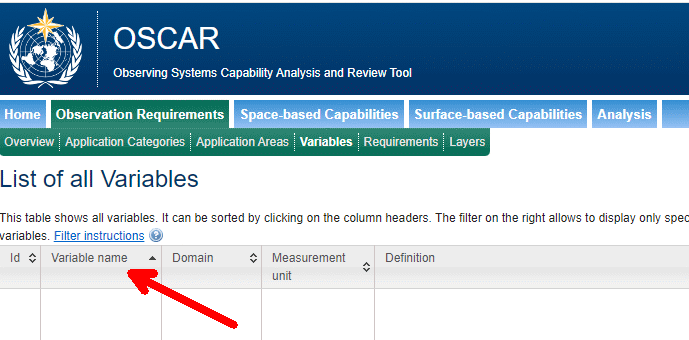 OSCAR
Observing Systems Capability Analysis and Review Tool
Home Observation Requirements Space-based Capabilities Surface-based Capabilities Analysis
Overview Application Categories Application Areas Variables Requirements Layers
List of all Variables
This table shows all variables. It can be sorted by clicking on the column headers. The filter on the right allows to display only spec
variables. Filter instructions ?
Id Variable name Domain Measurement Definition
unit